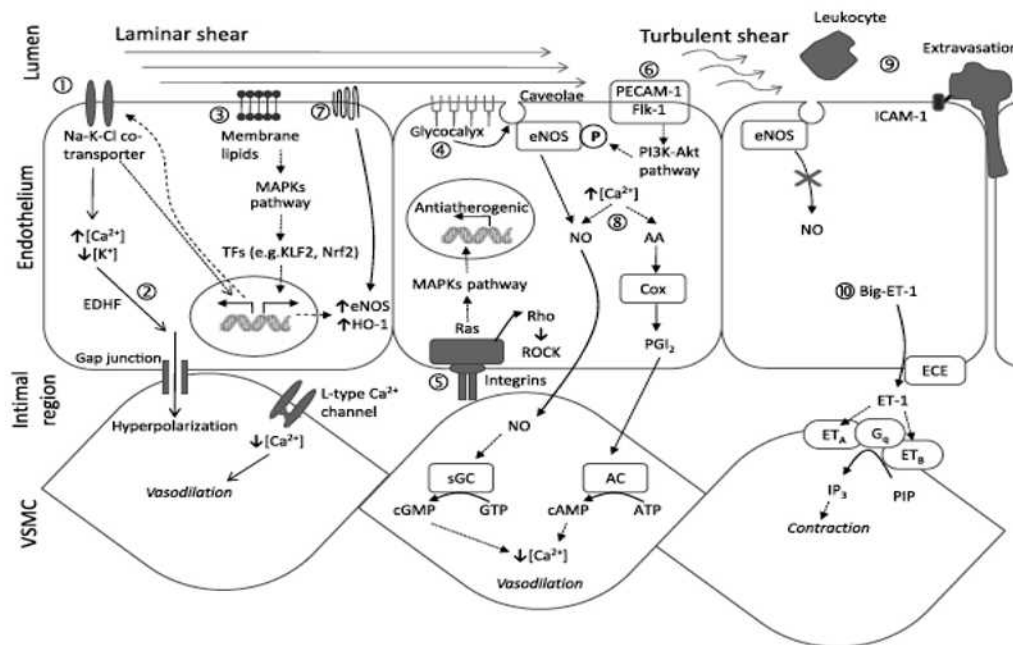 Laminar shear
Turbulent shear
Leukocyte
⑨
Extravasation
Lumen
Endothelium
Intimal
region
VSMC
①
Na-K-Cl co-
transporter
↑[Ca²⁺]
↓[K⁺]
②
EDHF
Gap junction
Hyperpolarization
L-type Ca²⁺
channel
↓[Ca²⁺]
Vasodilation
③
Membrane
lipids
MAPKs
pathway
TFs (e.g.KLF2, Nrf2)
⑦
↑eNOS
↑HO-1
Glycocalyx
④
Caveolae
eNOS
P
⑥
PECAM-1
Flk-1
PI3K-Akt
pathway
↑[Ca²⁺]
⑧
NO
AA
Cox
PGI₂
Antiatherogenic
MAPKs pathway
Ras
Rho
ROCK
⑤
Integrins
NO
sGC
cGMP
GTP
AC
cAMP
ATP
↓[Ca²⁺]
Vasodilation
ICAM-1
eNOS
NO
⑩ Big-ET-1
ECE
ET-1
ET_A
G_q
ET_B
IP₃
PIP
Contraction